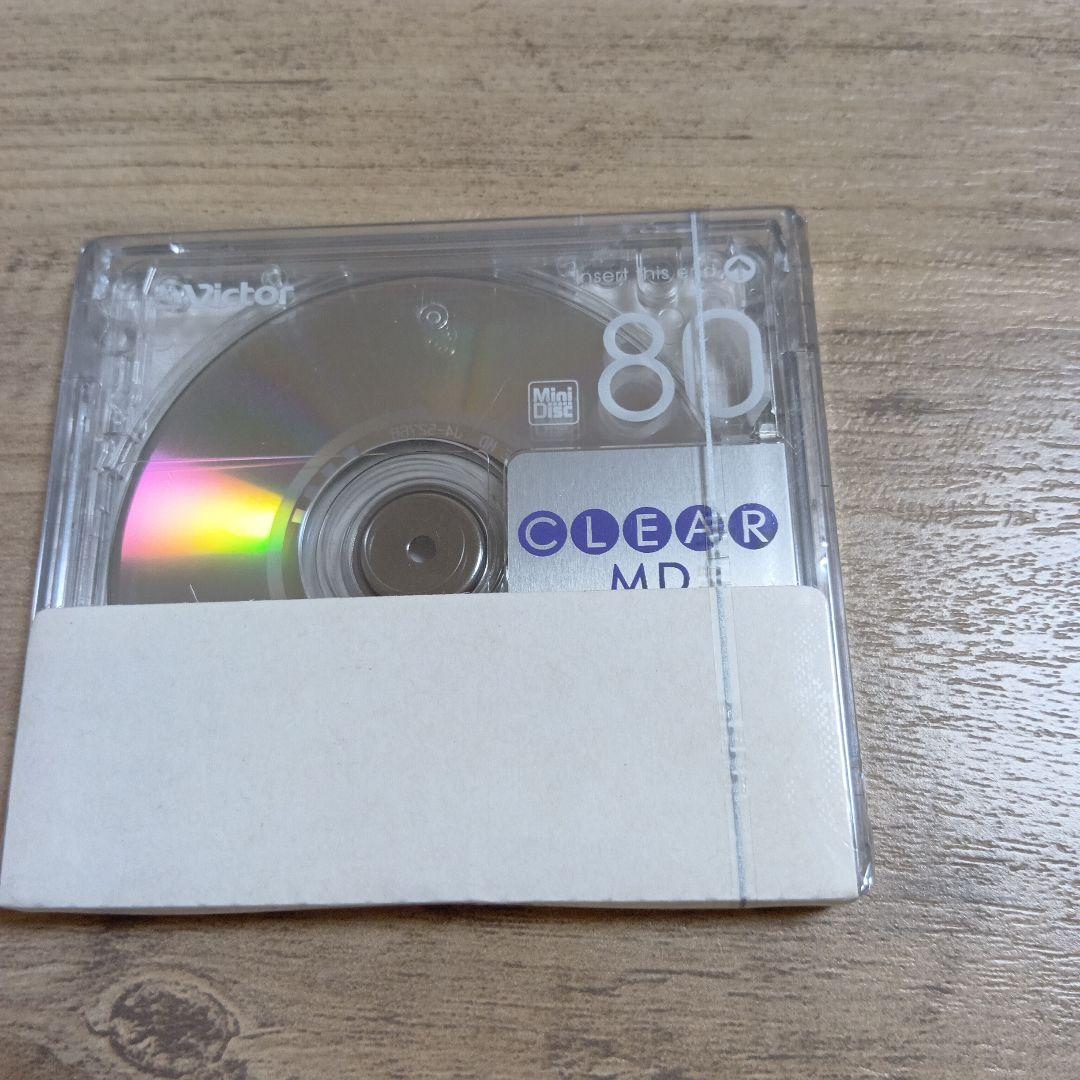 Victor
Insert this end
80
Mini
Disc
CLEAR
MD